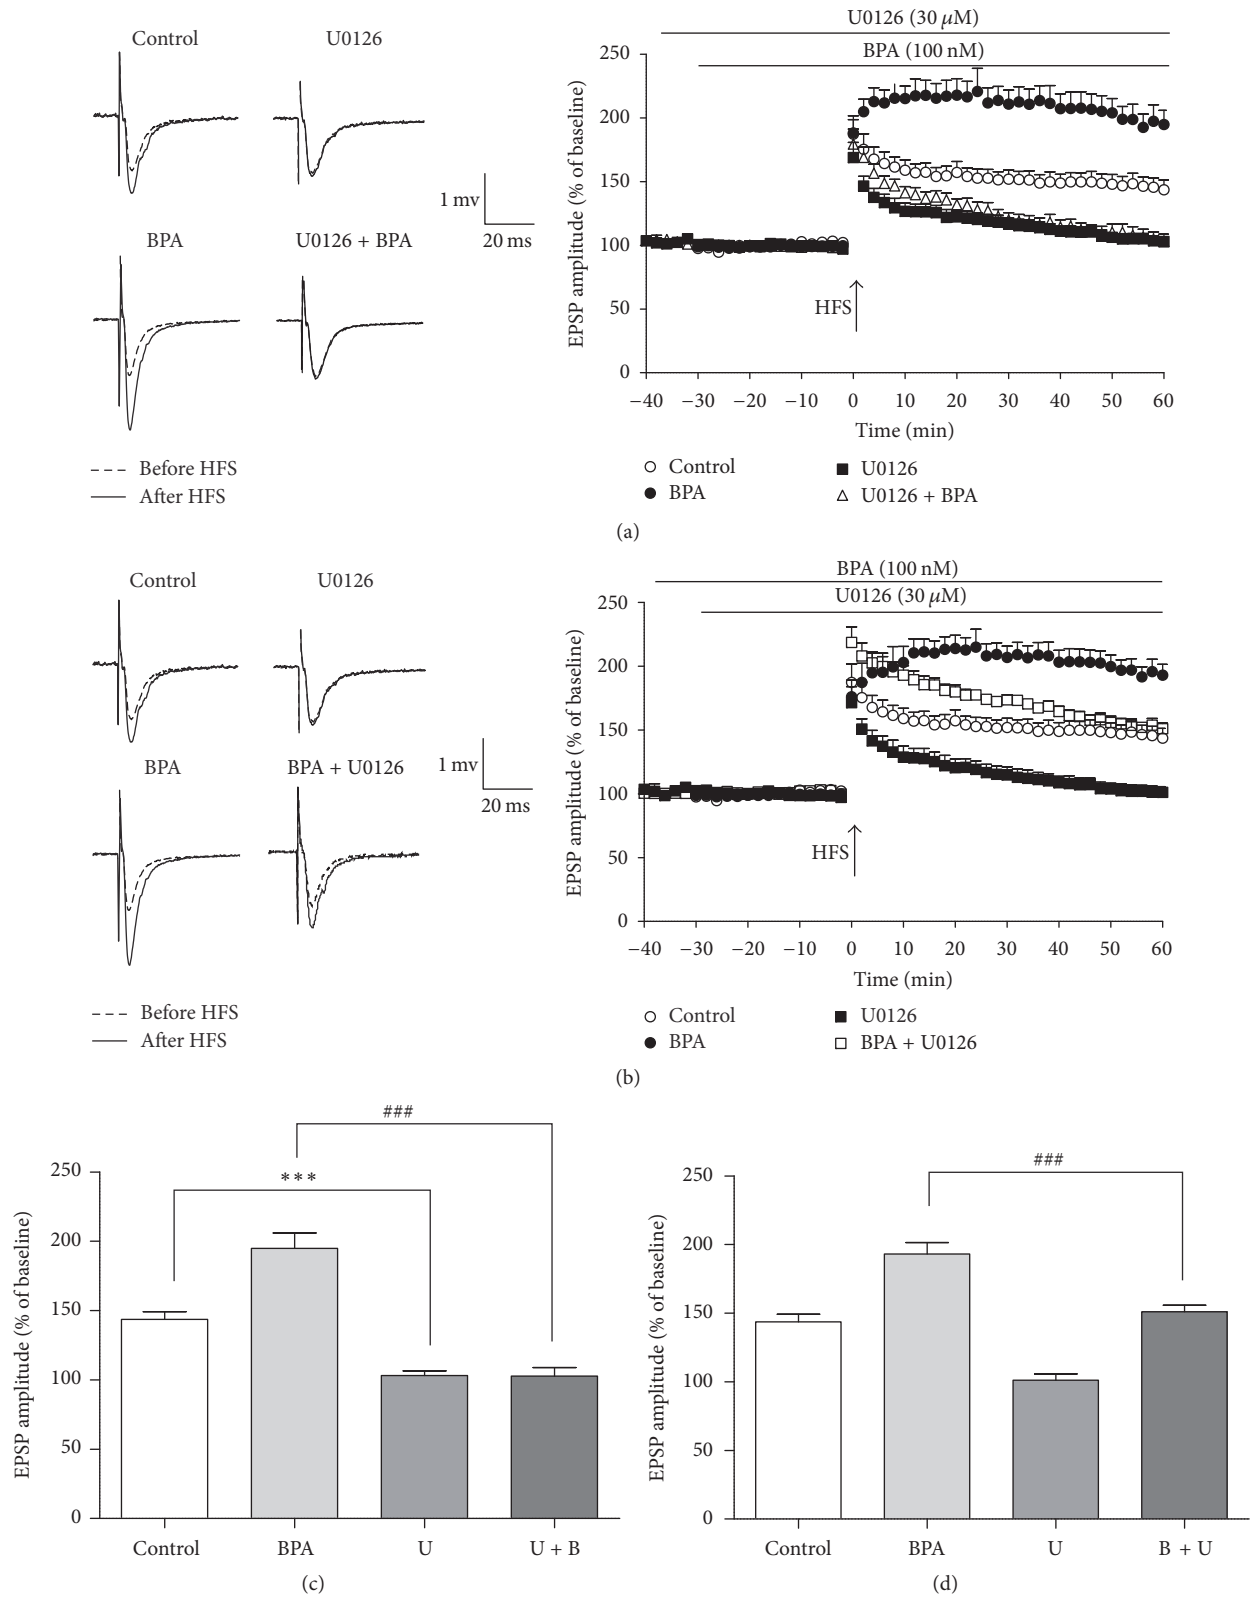 Control
U0126
1 mv
20 ms
BPA
U0126 + BPA
Before HFS
After HFS
U0126 (30 μM)
BPA (100 nM)
EPSP amplitude (% of baseline)
250
200
150
100
50
0
HFS
−40 −30 −20 −10 0 10 20 30 40 50 60
Time (min)
Control
BPA
U0126
U0126 + BPA
(a)
Control
U0126
1 mv
20 ms
BPA
BPA + U0126
Before HFS
After HFS
BPA (100 nM)
U0126 (30 μM)
EPSP amplitude (% of baseline)
250
200
150
100
50
0
HFS
−40 −30 −20 −10 0 10 20 30 40 50 60
Time (min)
Control
BPA
U0126
BPA + U0126
(b)
###
***
EPSP amplitude (% of baseline)
250
200
150
100
50
0
Control BPA U U + B
(c)
###
EPSP amplitude (% of baseline)
250
200
150
100
50
0
Control BPA U B + U
(d)